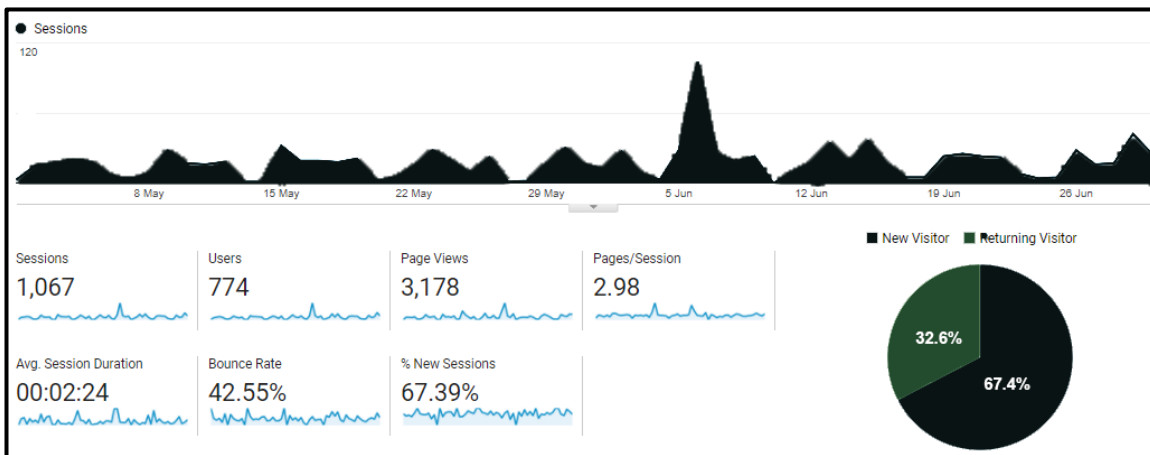 Sessions
120
8 May 15 May 22 May 29 May 5 Jun 12 Jun 19 Jun 26 Jun
New Visitor Returning Visitor
Sessions Users Page Views Pages/Session
1,067 774 3,178 2.98
32.6%
67.4%
Avg. Session Duration Bounce Rate % New Sessions
00:02:24 42.55% 67.39%